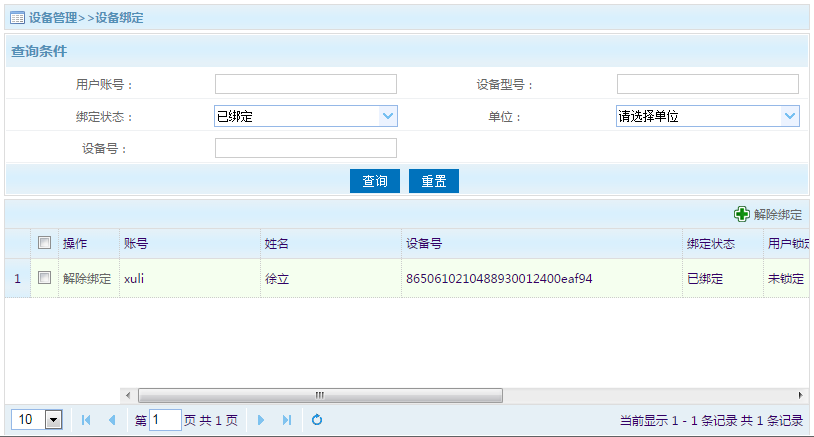 设备管理>>设备绑定
查询条件
用户账号： 设备型号：
绑定状态： 已绑定 单位： 请选择单位
设备号：
查询 重置
解除绑定
操作 账号 姓名 设备号 绑定状态 用户锁定
1 解除绑定 xuli 徐立 8650610210488930012400eaf94 已绑定 未锁定
10 第 1 页 共 1 页 当前显示 1 - 1 条记录 共 1 条记录